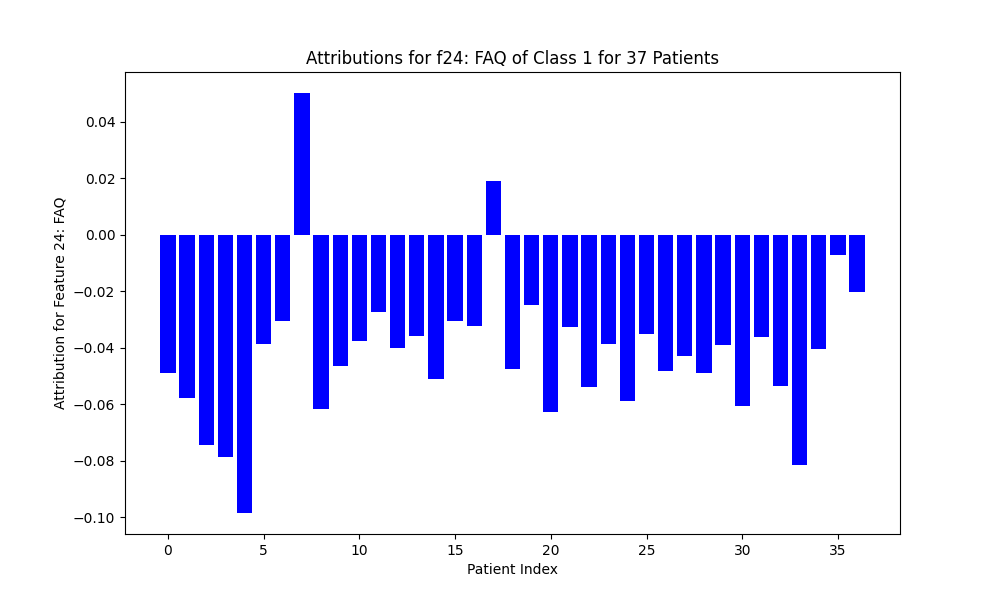 Attributions for f24: FAQ of Class 1 for 37 Patients
Attribution for Feature 24: FAQ
0.04
0.02
0.00
−0.02
−0.04
−0.06
−0.08
−0.10
0 5 10 15 20 25 30 35
Patient Index